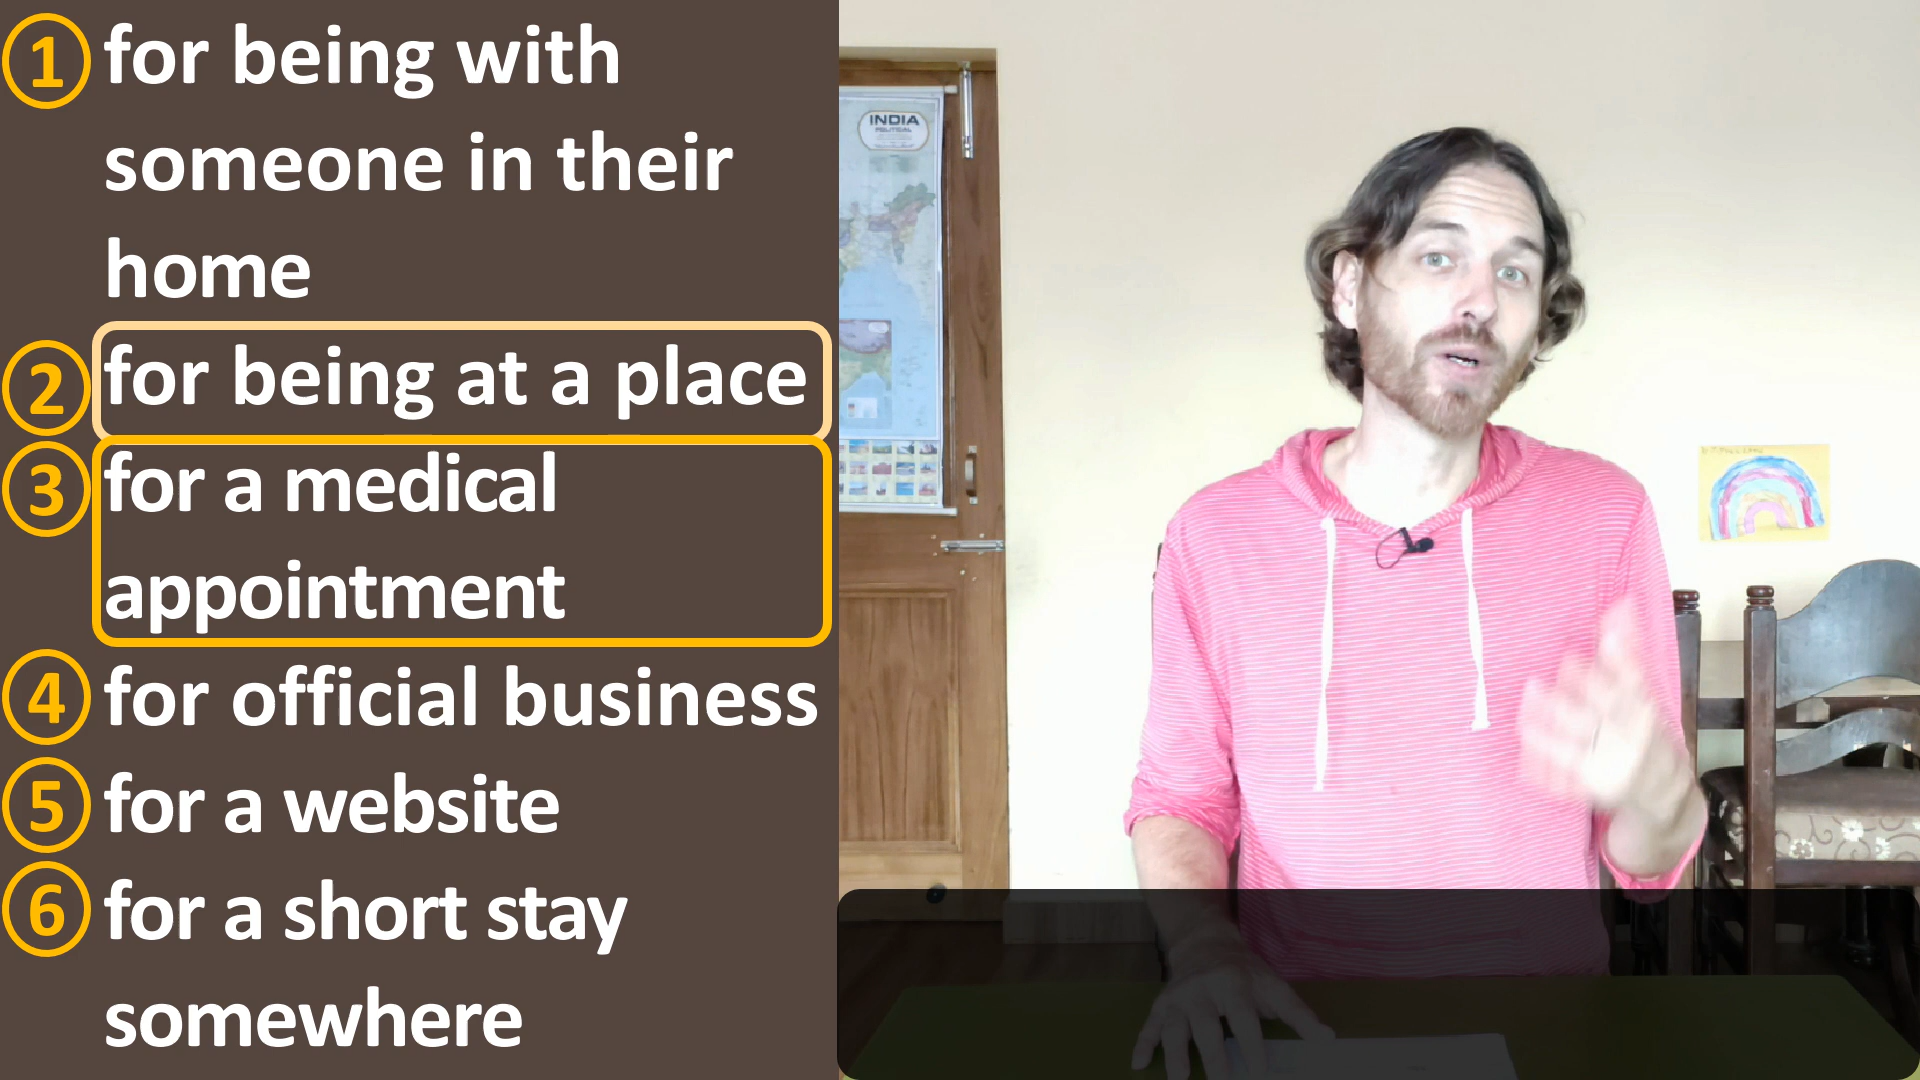 1 for being with
someone in their
home
2 for being at a place
3 for a medical
appointment
4 for official business
5 for a website
6 for a short stay
somewhere
INDIA
POLITICAL